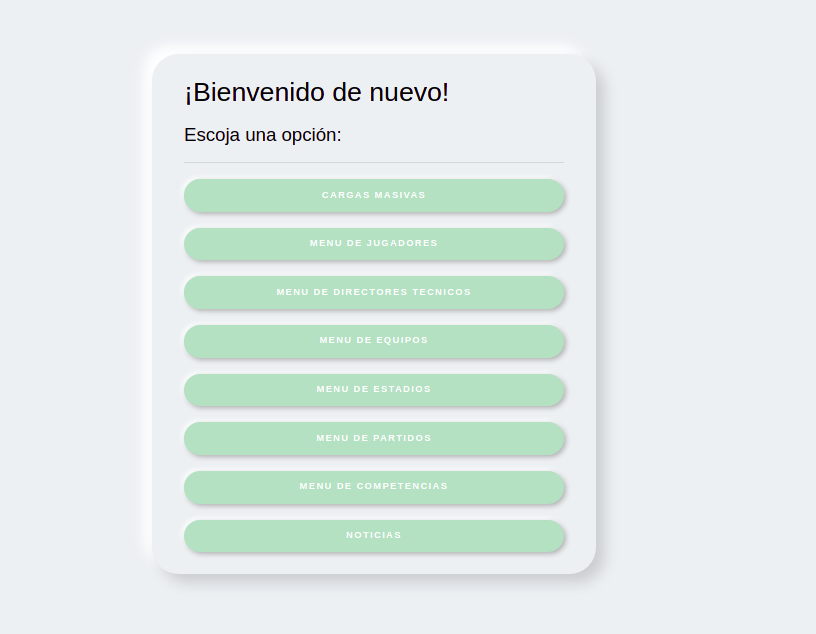 ¡Bienvenido de nuevo!
Escoja una opción:
CARGAS MASIVAS
MENU DE JUGADORES
MENU DE DIRECTORES TECNICOS
MENU DE EQUIPOS
MENU DE ESTADIOS
MENU DE PARTIDOS
MENU DE COMPETENCIAS
NOTICIAS